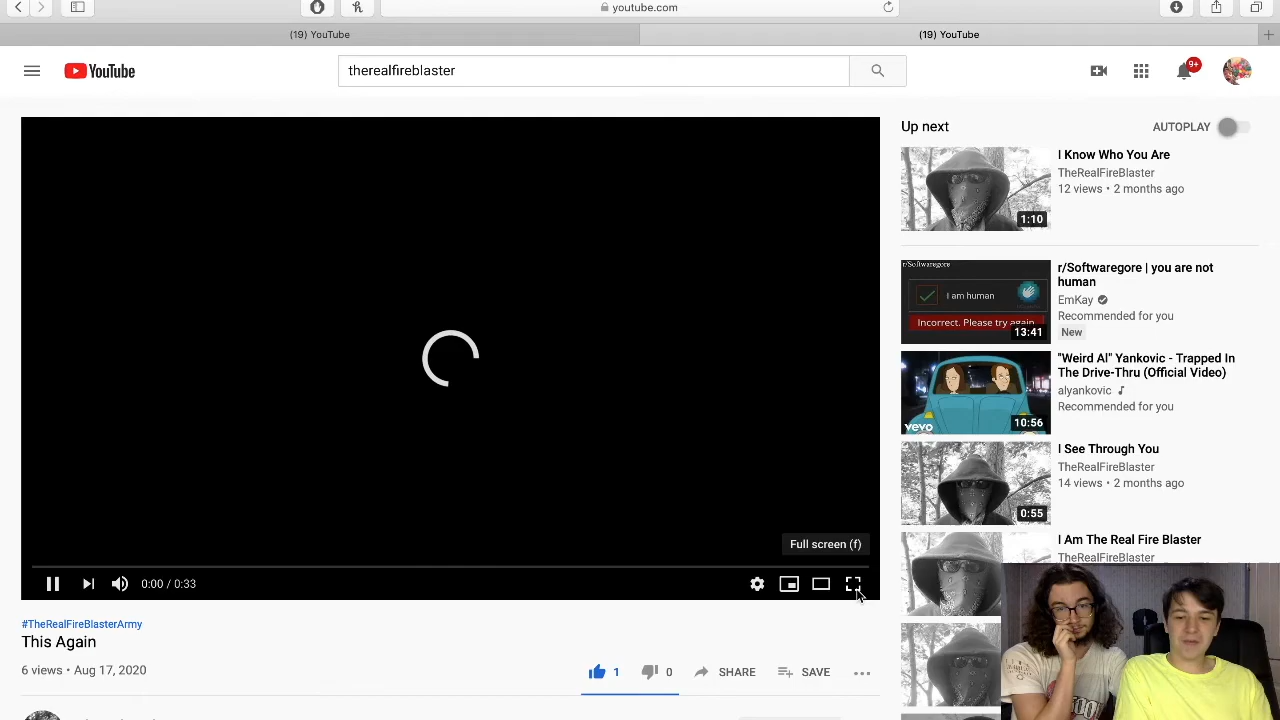 youtube.com
(19) YouTube
(19) YouTube
YouTube
therealfireblaster
9+
Up next
AUTOPLAY
I Know Who You Are
TheRealFireBlaster
12 views • 2 months ago
1:10
r/Softwaregore
I am human
Incorrect. Please try again
13:41
r/Softwaregore | you are not
human
EmKay
Recommended for you
New
vevo
10:56
"Weird Al" Yankovic - Trapped In
The Drive-Thru (Official Video)
alyankovic
Recommended for you
0:55
I See Through You
TheRealFireBlaster
14 views • 2 months ago
I Am The Real Fire Blaster
TheRealFireBlaster
Full screen (f)
0:00 / 0:33
#TheRealFireBlasterArmy
This Again
6 views • Aug 17, 2020
1
0
SHARE
SAVE